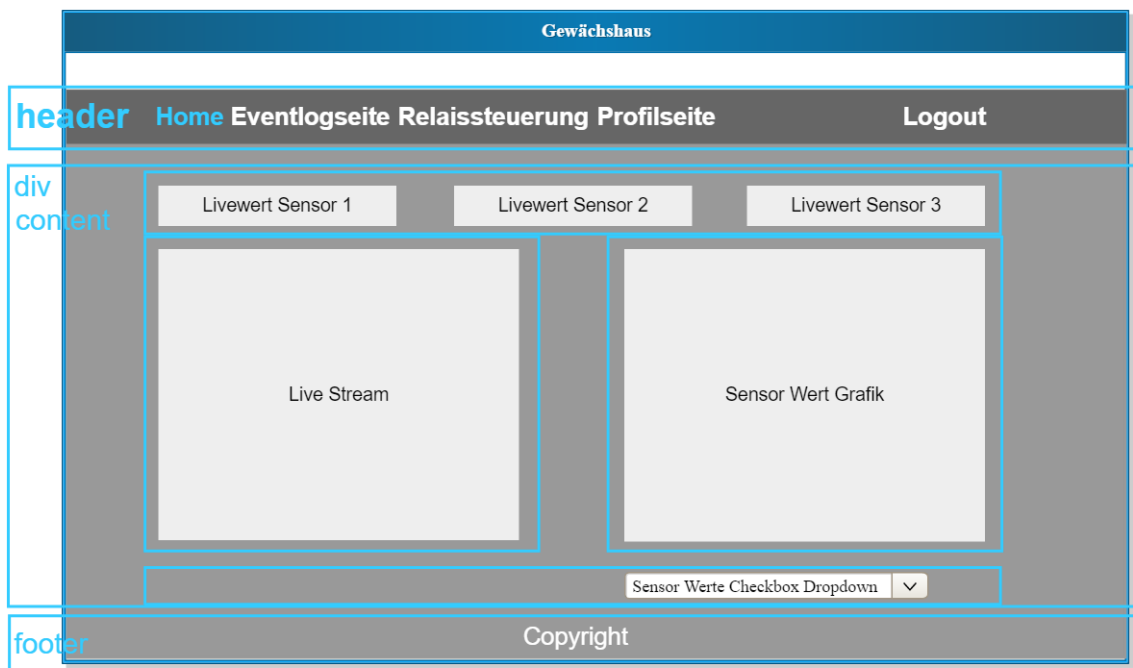 Gewächshaus
header Home Eventlogseite Relaissteuerung Profilseite Logout
div
content
Livewert Sensor 1 Livewert Sensor 2 Livewert Sensor 3
Live Stream Sensor Wert Grafik
Sensor Werte Checkbox Dropdown
footer Copyright